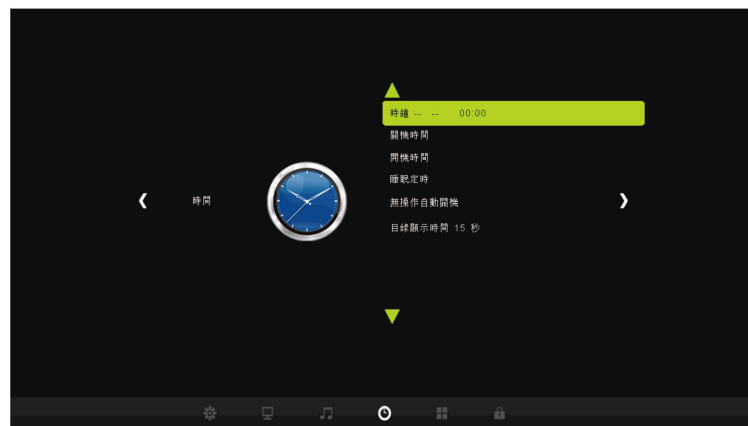 時鐘 -- -- 00:00
關機時間
開機時間
睡眠定時
時間
無操作自動關機
目錄顯示時間 15 秒